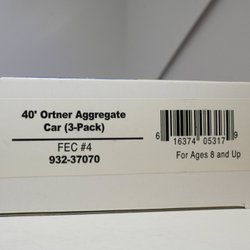 40' Ortner Aggregate
Car (3-Pack)
FEC #4
932-37070
6 16374 05317 9
For Ages 8 and Up